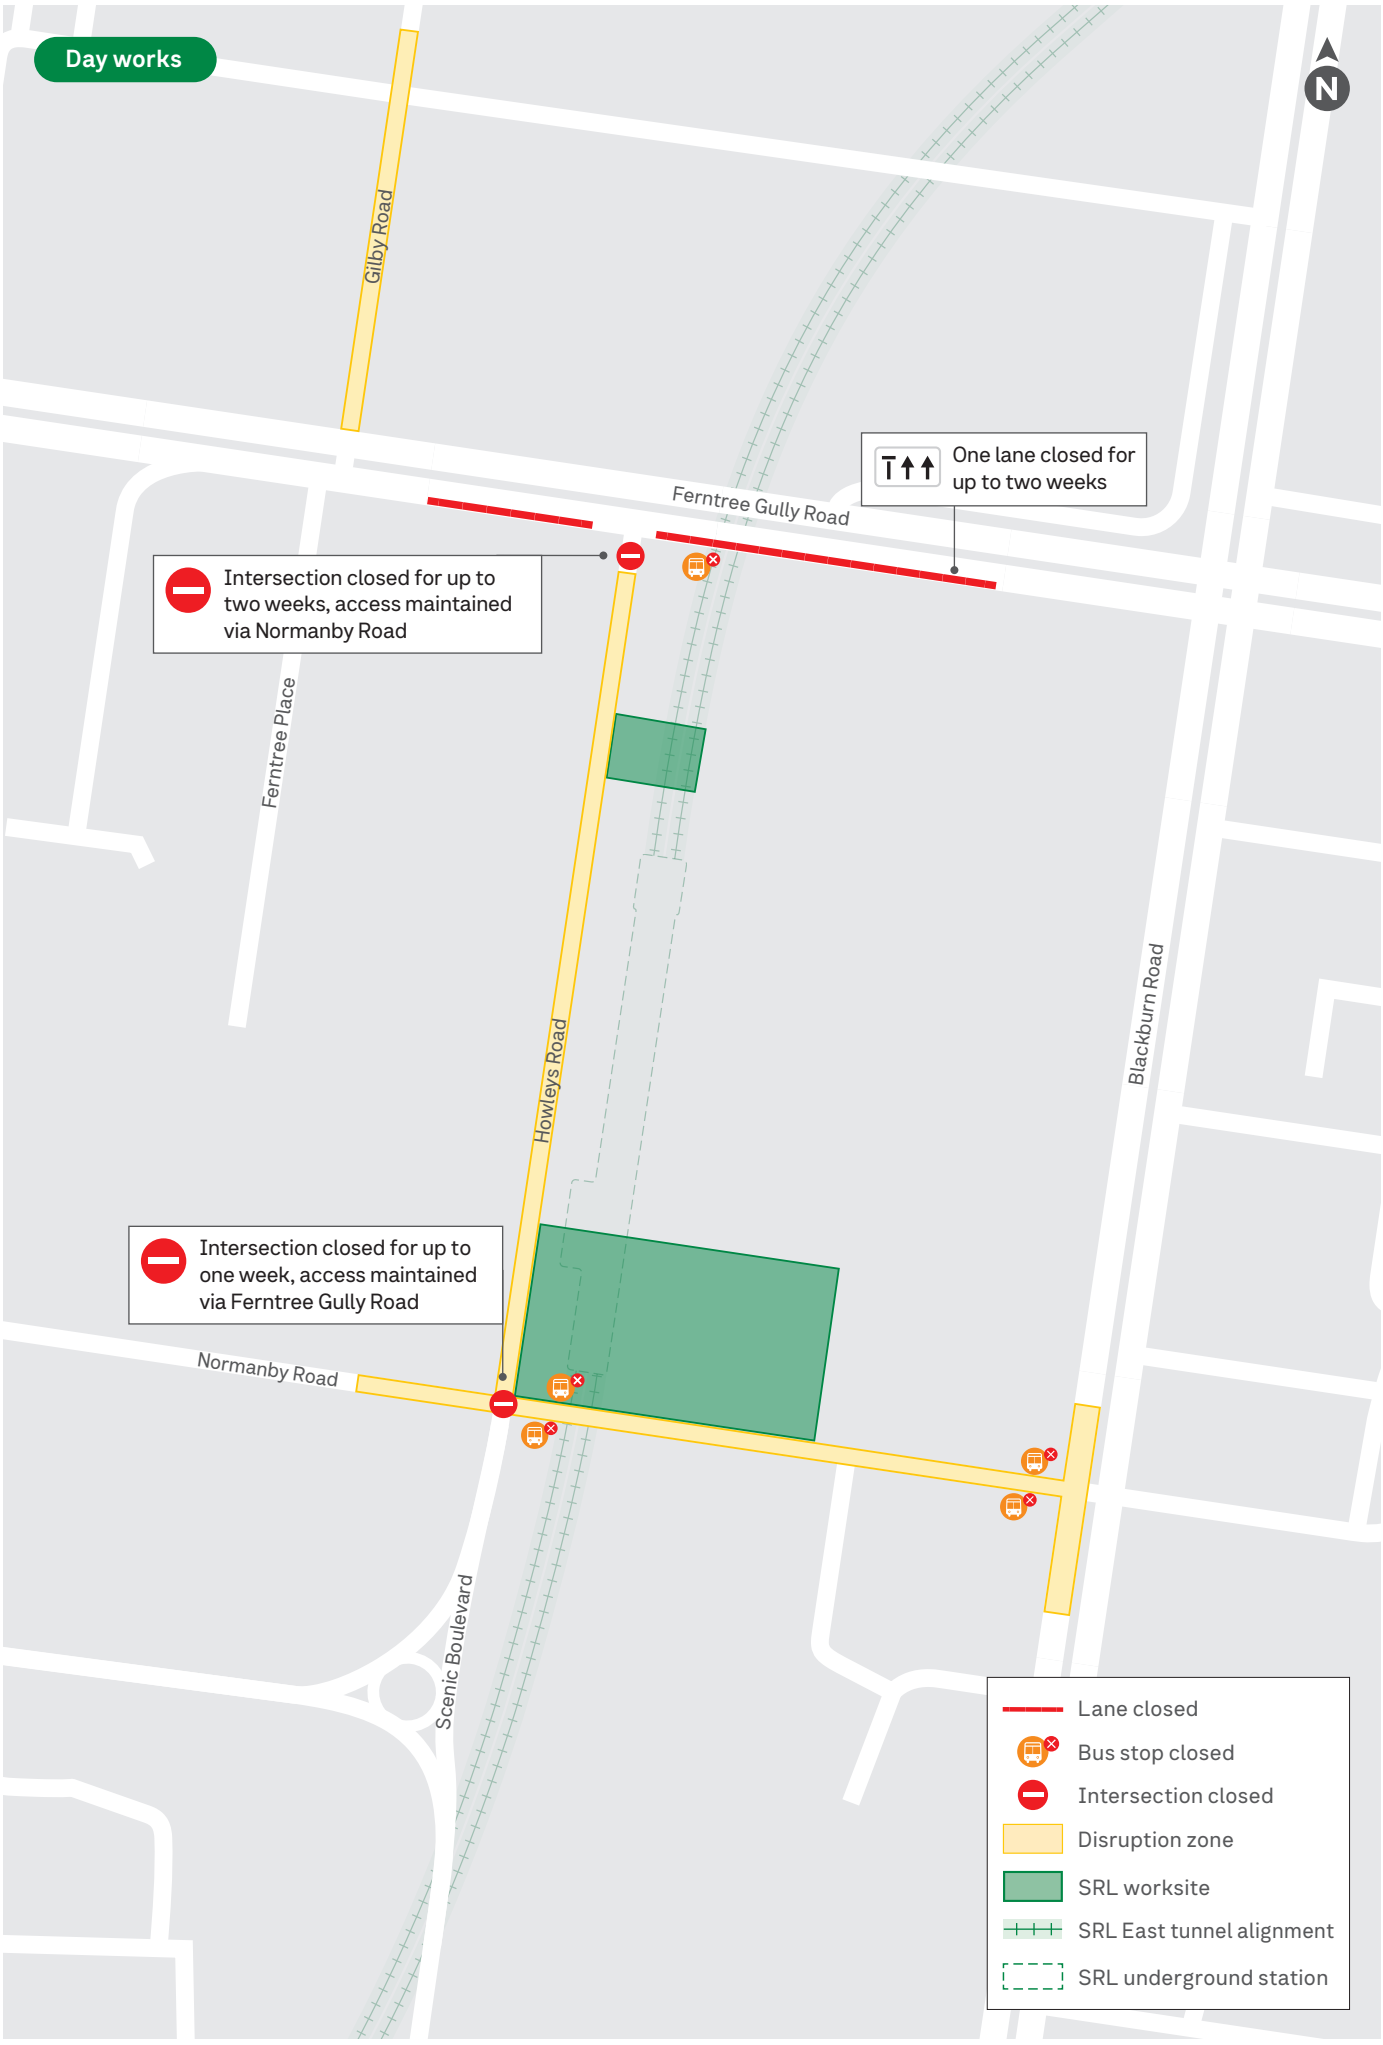 Day works
N
Gilby Road
One lane closed for
up to two weeks
Ferntree Gully Road
Intersection closed for up to
two weeks, access maintained
via Normanby Road
Ferntree Place
Blackburn Road
Howleys Road
Intersection closed for up to
one week, access maintained
via Ferntree Gully Road
Normanby Road
Scenic Boulevard
Lane closed
Bus stop closed
Intersection closed
Disruption zone
SRL worksite
SRL East tunnel alignment
SRL underground station